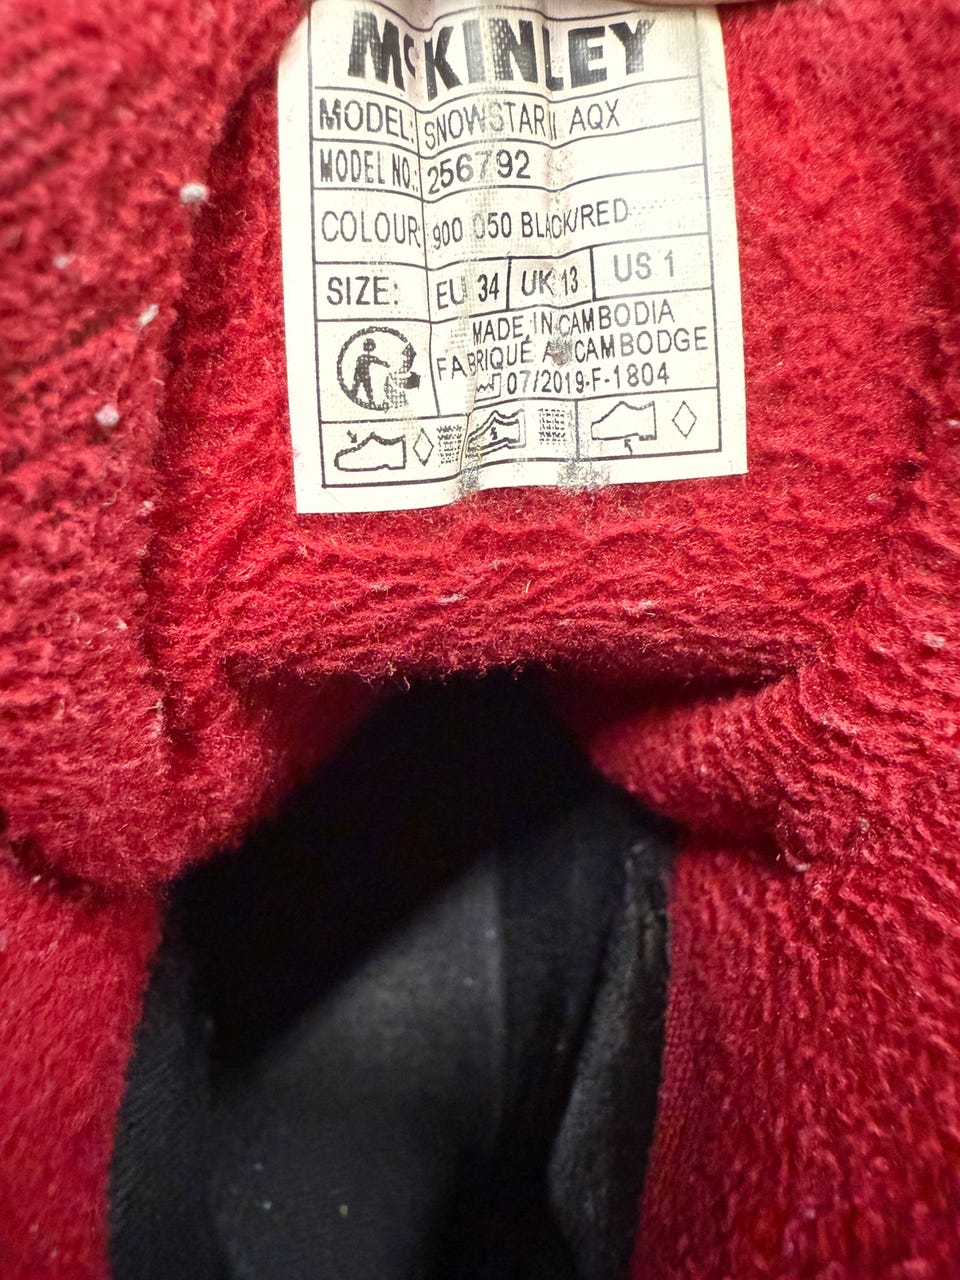 McKINLEY
MODEL: SNOWSTAR II AQX
MODEL NO.: 256792
COLOUR 900 050 BLACK/RED
SIZE: EU 34 UK 13 US 1
MADE IN CAMBODIA
FABRIQUÉ AU CAMBODGE
07/2019-F-1804